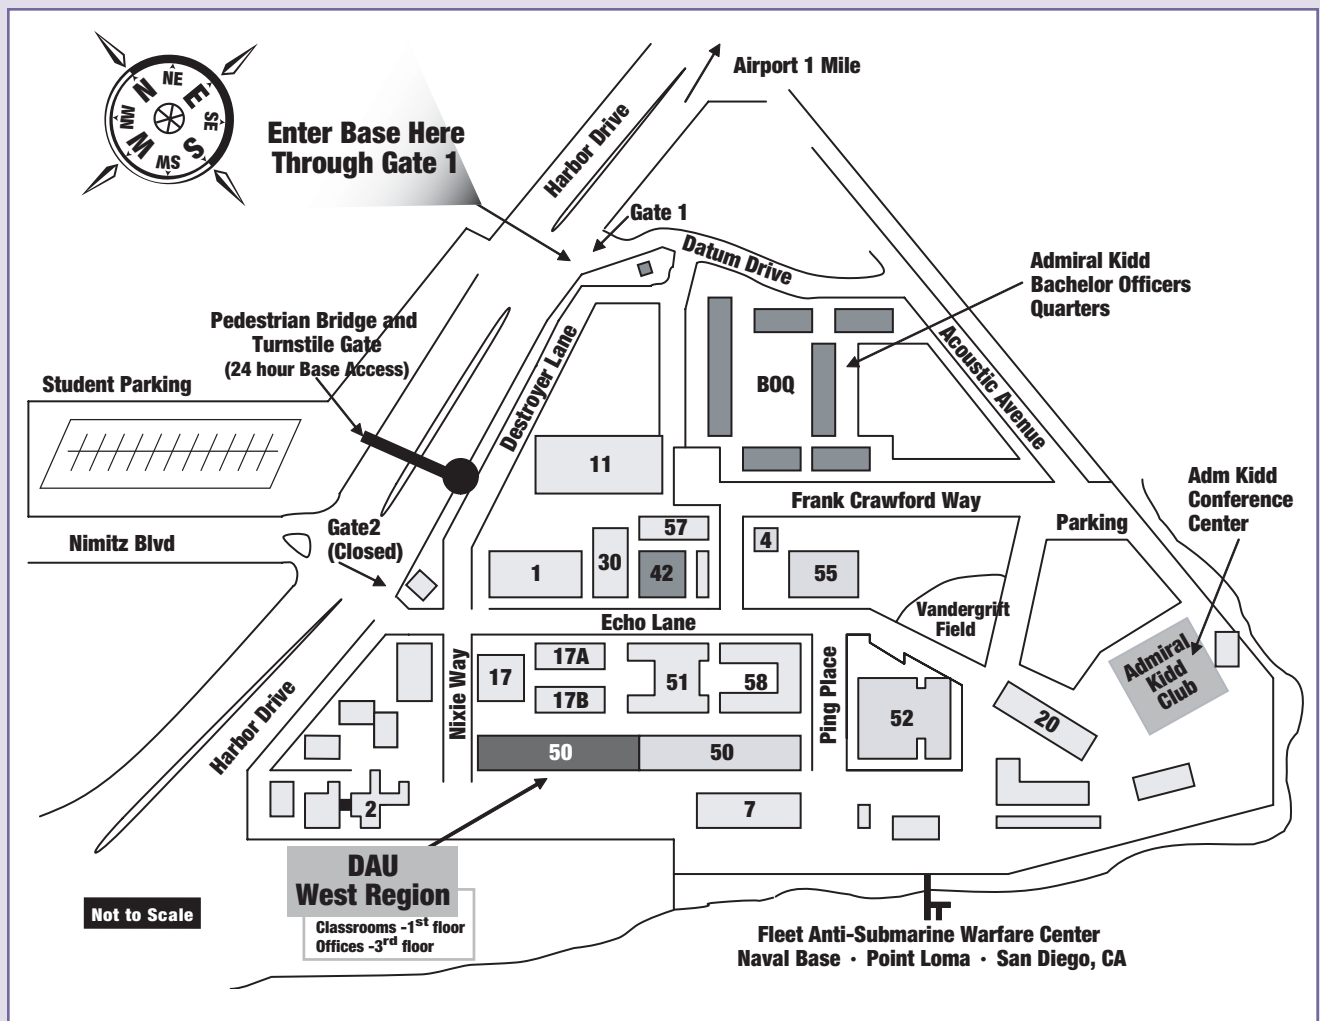 N
NE
E
SE
S
SW
W
NW
Airport 1 Mile
Harbor Drive
Enter Base Here
Through Gate 1
Gate 1
Datum Drive
Admiral Kidd
Bachelor Officers
Quarters
Pedestrian Bridge and
Turnstile Gate
(24 hour Base Access)
Student Parking
Destroyer Lane
BOQ
Acoustic Avenue
11
Adm Kidd
Conference
Center
Frank Crawford Way
Parking
Nimitz Blvd
Gate2
(Closed)
57
4
1
30
42
55
Vandergrift
Field
Echo Lane
Nixie Way
17
17A
17B
51
58
Ping Place
52
20
Admiral
Kidd
Club
Harbor Drive
50
50
2
7
DAU
West Region
Classrooms -1st floor
Offices -3rd floor
Not to Scale
Fleet Anti-Submarine Warfare Center
Naval Base · Point Loma · San Diego, CA